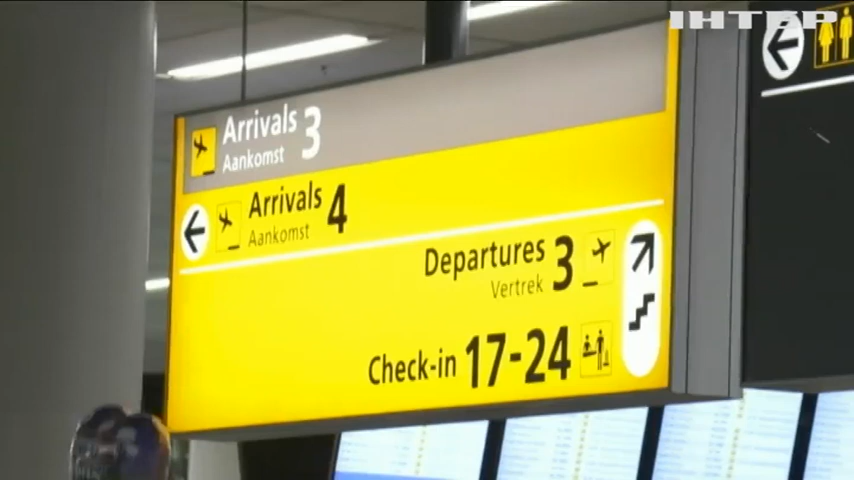 ІНТЕР
Arrivals 3
Aankomst
Arrivals 4
Aankomst
Departures 3
Vertrek
Check-in 17-24